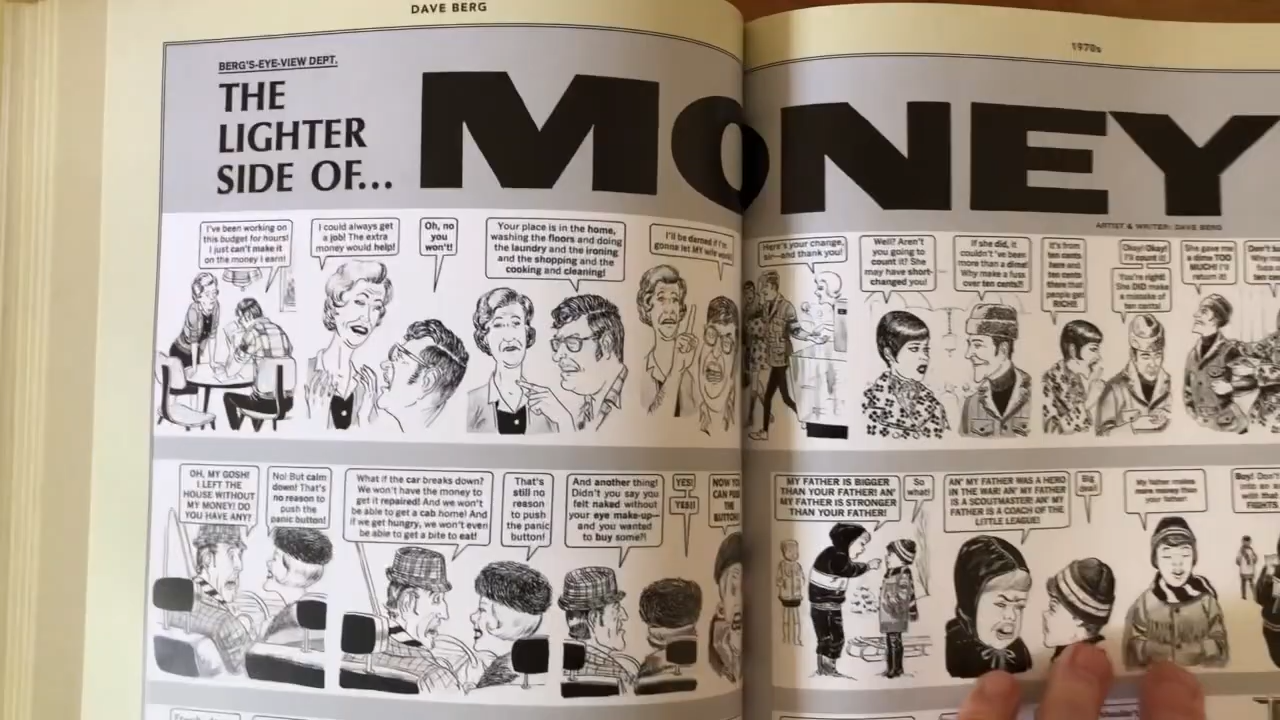 DAVE BERG
1970s
BERG'S-EYE-VIEW DEPT.
THE
LIGHTER
SIDE OF...
MONEY
ARTIST & WRITER: DAVE BERG
I've been working on
this budget for hours!
I just can't make it
on the money I earn!
I could always get
a job! The extra
money would help!
Oh, no
you
won't!
Your place is in the home,
washing the floors and doing
the laundry and the ironing
and the shopping and the
cooking and cleaning!
I'll be darned if I'm
gonna let MY wife work!
Here's your change,
sir—and thank you!
Well? Aren't
you going to
count it? She
may have short-
changed you!
If she did, it
couldn't've been
more than a dime!
Why make a fuss
over ten cents?!
It's from
ten cents
here and
ten cents
there that
people get
RICH!
Okay! Okay!
I'll count it!
You're right!
She DID make
a mistake of
ten cents!
She gave me
a dime TOO
MUCH! I'll
return it!
OH, MY GOSH!
I LEFT THE
HOUSE WITHOUT
MY MONEY! DO
YOU HAVE ANY?
No! But calm
down! That's
no reason to
push the
panic button!
What if the car breaks down?
We won't have the money to
get it repaired! And we won't
be able to get a cab home! And
if we get hungry, we won't even
be able to get a bite to eat!
That's
still no
reason
to push
the panic
button!
And another thing!
Didn't you say you
felt naked without
your eye make-up—
and you wanted
to buy some?!
YES!
YES!!
NOW YOU
CAN PUSH
THE
BUTTON!
MY FATHER IS BIGGER
THAN YOUR FATHER! AN'
MY FATHER IS STRONGER
THAN YOUR FATHER!
So
what!
AN' MY FATHER WAS A HERO
IN THE WAR! AN' MY FATHER
IS A SCOUTMASTER! AN' MY
FATHER IS A COACH OF THE
LITTLE LEAGUE!
Big
deal!
My father makes
more money than
your father!